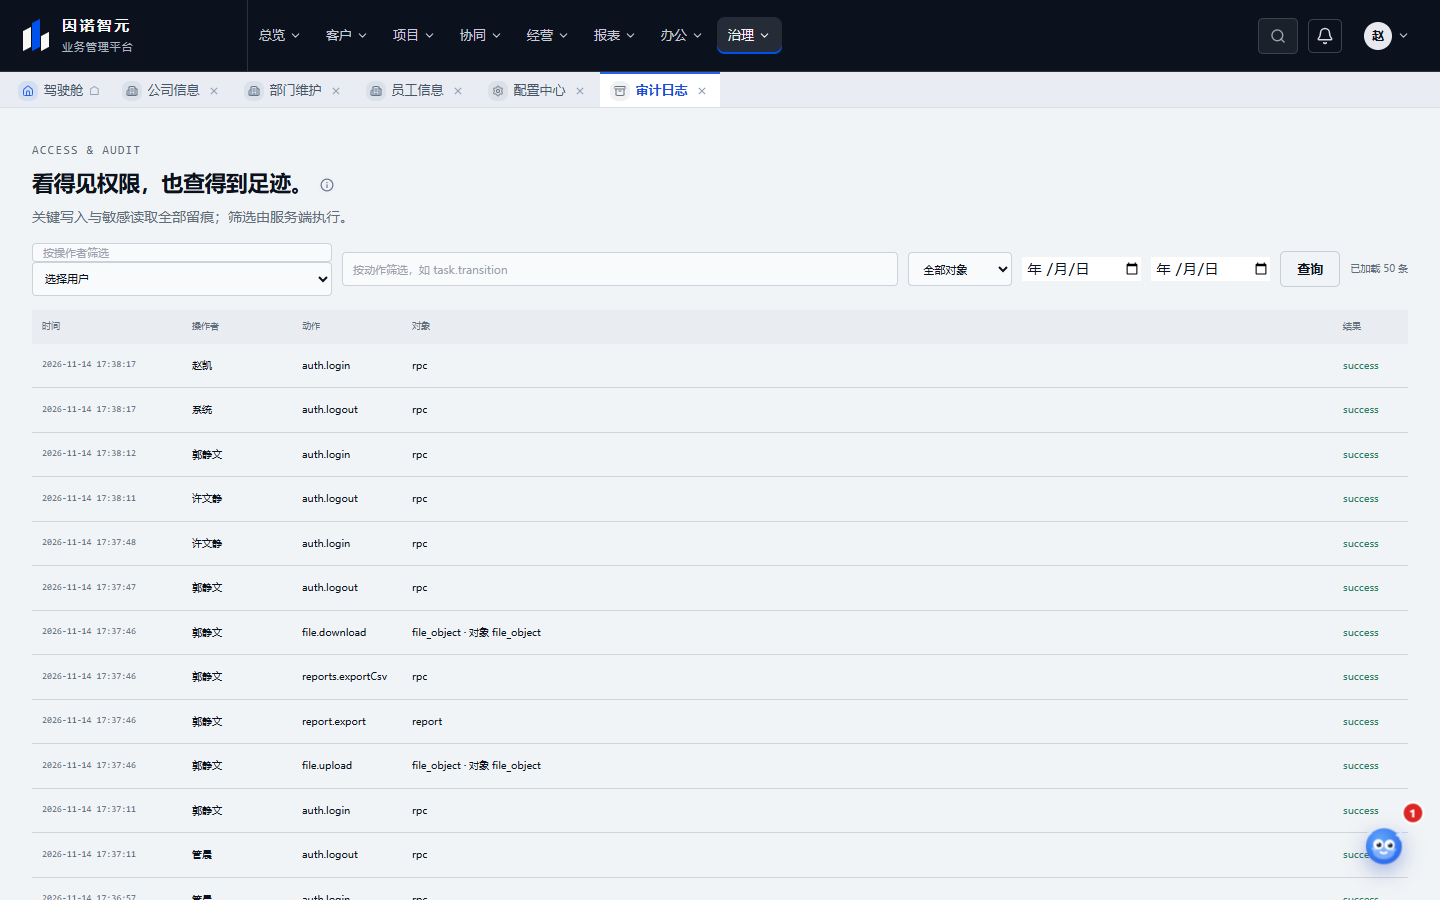 因诺智元
业务管理平台
总览 客户 项目 协同 经营 报表 办公 治理
赵
驾驶舱 公司信息 部门维护 员工信息 配置中心 审计日志
ACCESS & AUDIT
看得见权限，也查得到足迹。
关键写入与敏感读取全部留痕；筛选由服务端执行。
按操作者筛选
选择用户
按动作筛选，如 task.transition
全部对象
年 /月/日
年 /月/日
查询
已加载 50 条
时间 操作者 动作 对象 结果
2026-11-14 17:38:17 赵凯 auth.login rpc success
2026-11-14 17:38:17 系统 auth.logout rpc success
2026-11-14 17:38:12 郭静文 auth.login rpc success
2026-11-14 17:38:11 许文静 auth.logout rpc success
2026-11-14 17:37:48 许文静 auth.login rpc success
2026-11-14 17:37:47 郭静文 auth.logout rpc success
2026-11-14 17:37:46 郭静文 file.download file_object · 对象 file_object success
2026-11-14 17:37:46 郭静文 reports.exportCsv rpc success
2026-11-14 17:37:46 郭静文 report.export report success
2026-11-14 17:37:46 郭静文 file.upload file_object · 对象 file_object success
2026-11-14 17:37:11 郭静文 auth.login rpc success
1
2026-11-14 17:37:11 管晨 auth.logout rpc succe
2026-11-14 17:36:57 管晨 auth.login rpc success